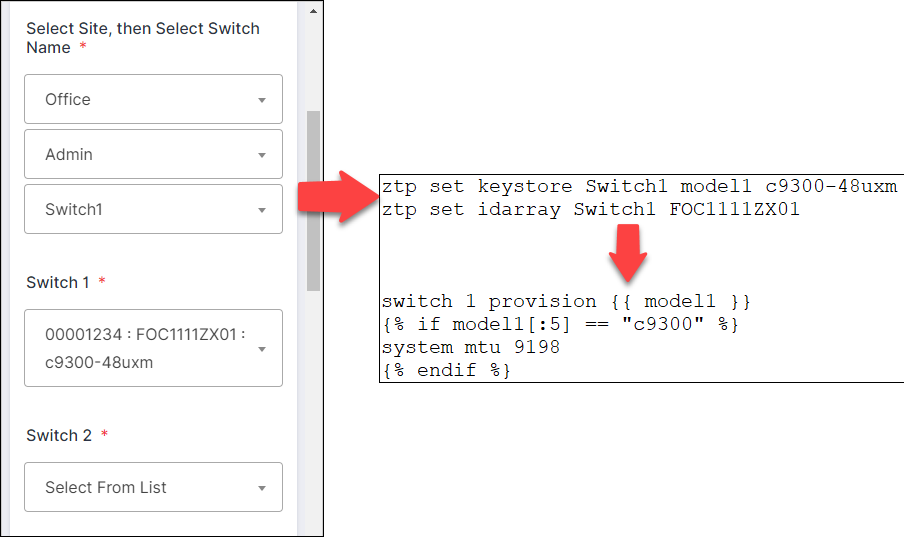 Select Site, then Select Switch
Name *
Office
Admin
Switch1
Switch 1 *
00001234 : FOC1111ZX01 :
c9300-48uxm
Switch 2 *
Select From List
ztp set keystore Switch1 model1 c9300-48uxm
ztp set idarray Switch1 FOC1111ZX01
switch 1 provision {{ model1 }}
{% if model1[:5] == "c9300" %}
system mtu 9198
{% endif %}